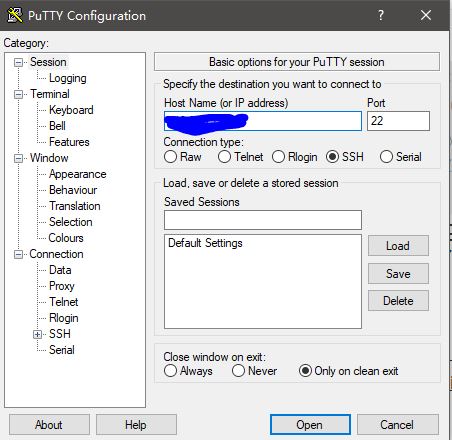 PuTTY Configuration
? ×
Category:
Session
Logging
Terminal
Keyboard
Bell
Features
Window
Appearance
Behaviour
Translation
Selection
Colours
Connection
Data
Proxy
Telnet
Rlogin
SSH
Serial
Basic options for your PuTTY session
Specify the destination you want to connect to
Host Name (or IP address) Port
22
Connection type:
Raw Telnet Rlogin SSH Serial
Load, save or delete a stored session
Saved Sessions
Default Settings
Load
Save
Delete
Close window on exit:
Always Never Only on clean exit
About Help Open Cancel